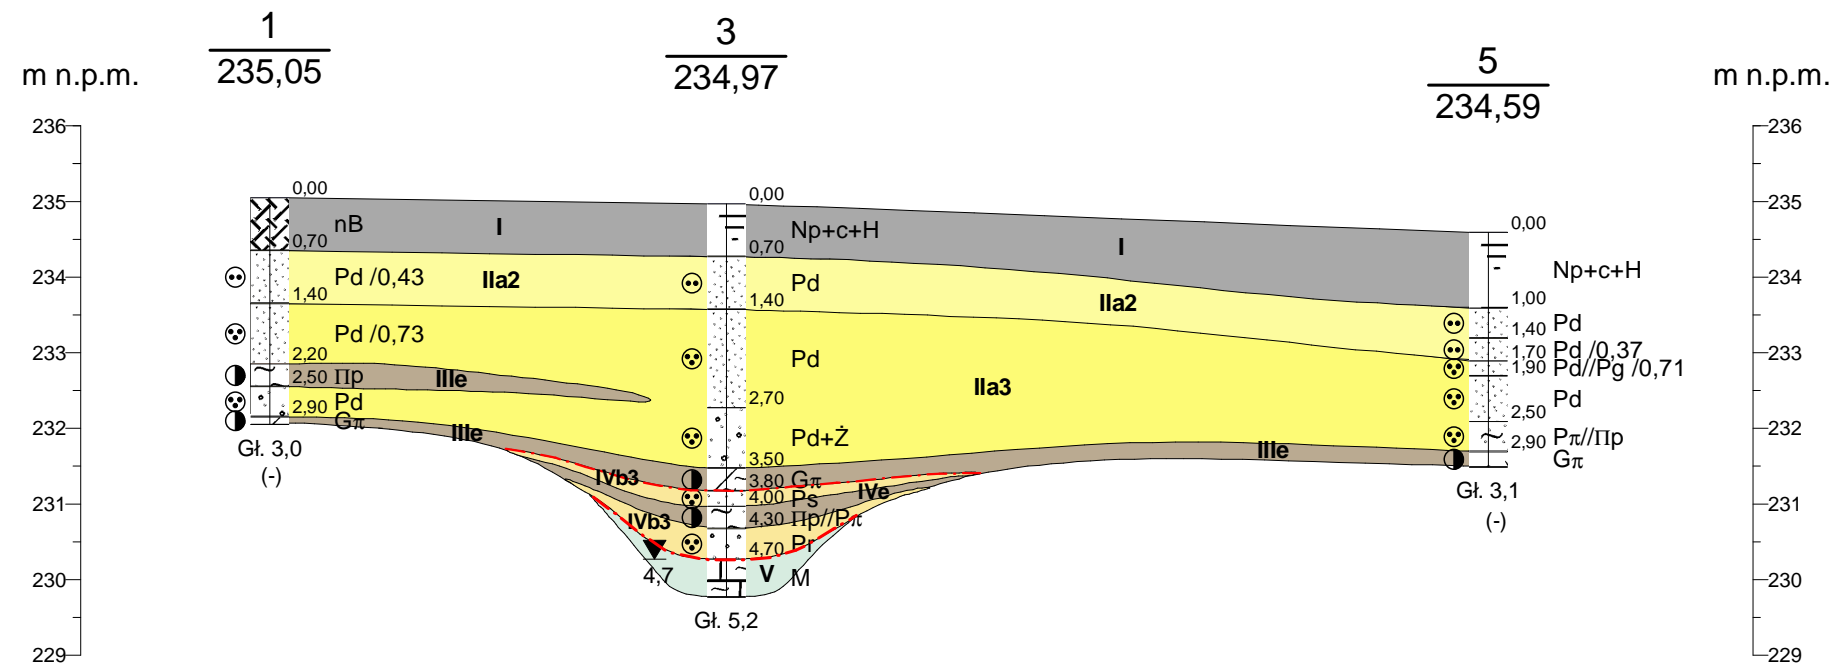 1
235,05
3
234,97
5
234,59
m n.p.m.
m n.p.m.
236
235
234
233
232
231
230
229
236
235
234
233
232
231
230
229
0,00
nB
0,70
Pd /0,43
1,40
Pd /0,73
2,20
2,50 Πp
Pd
2,90
Gπ
Gł. 3,0
(-)
I
IIa2
IIIe
IIIe
0,00
Np+c+H
0,70
Pd
1,40
Pd
2,70
Pd+Ż
3,50
3,80 Gπ
4,00 Ps
4,30 Πp//Pπ
4,70 Pr
V M
Gł. 5,2
4,7
IVb3
IVb3
IVe
I
IIa2
IIa3
IIIe
0,00
Np+c+H
1,00
Pd
1,40
1,70 Pd /0,37
1,90 Pd//Pg /0,71
Pd
2,50
Pπ//Πp
2,90
Gπ
Gł. 3,1
(-)